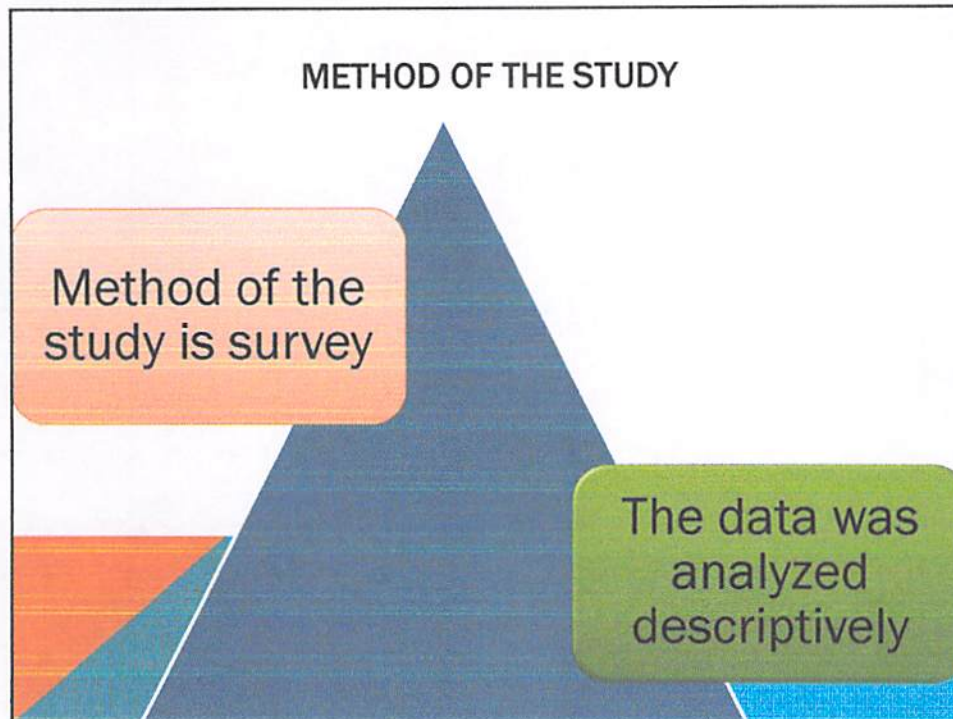 METHOD OF THE STUDY
Method of the
study is survey
The data was
analyzed
descriptively